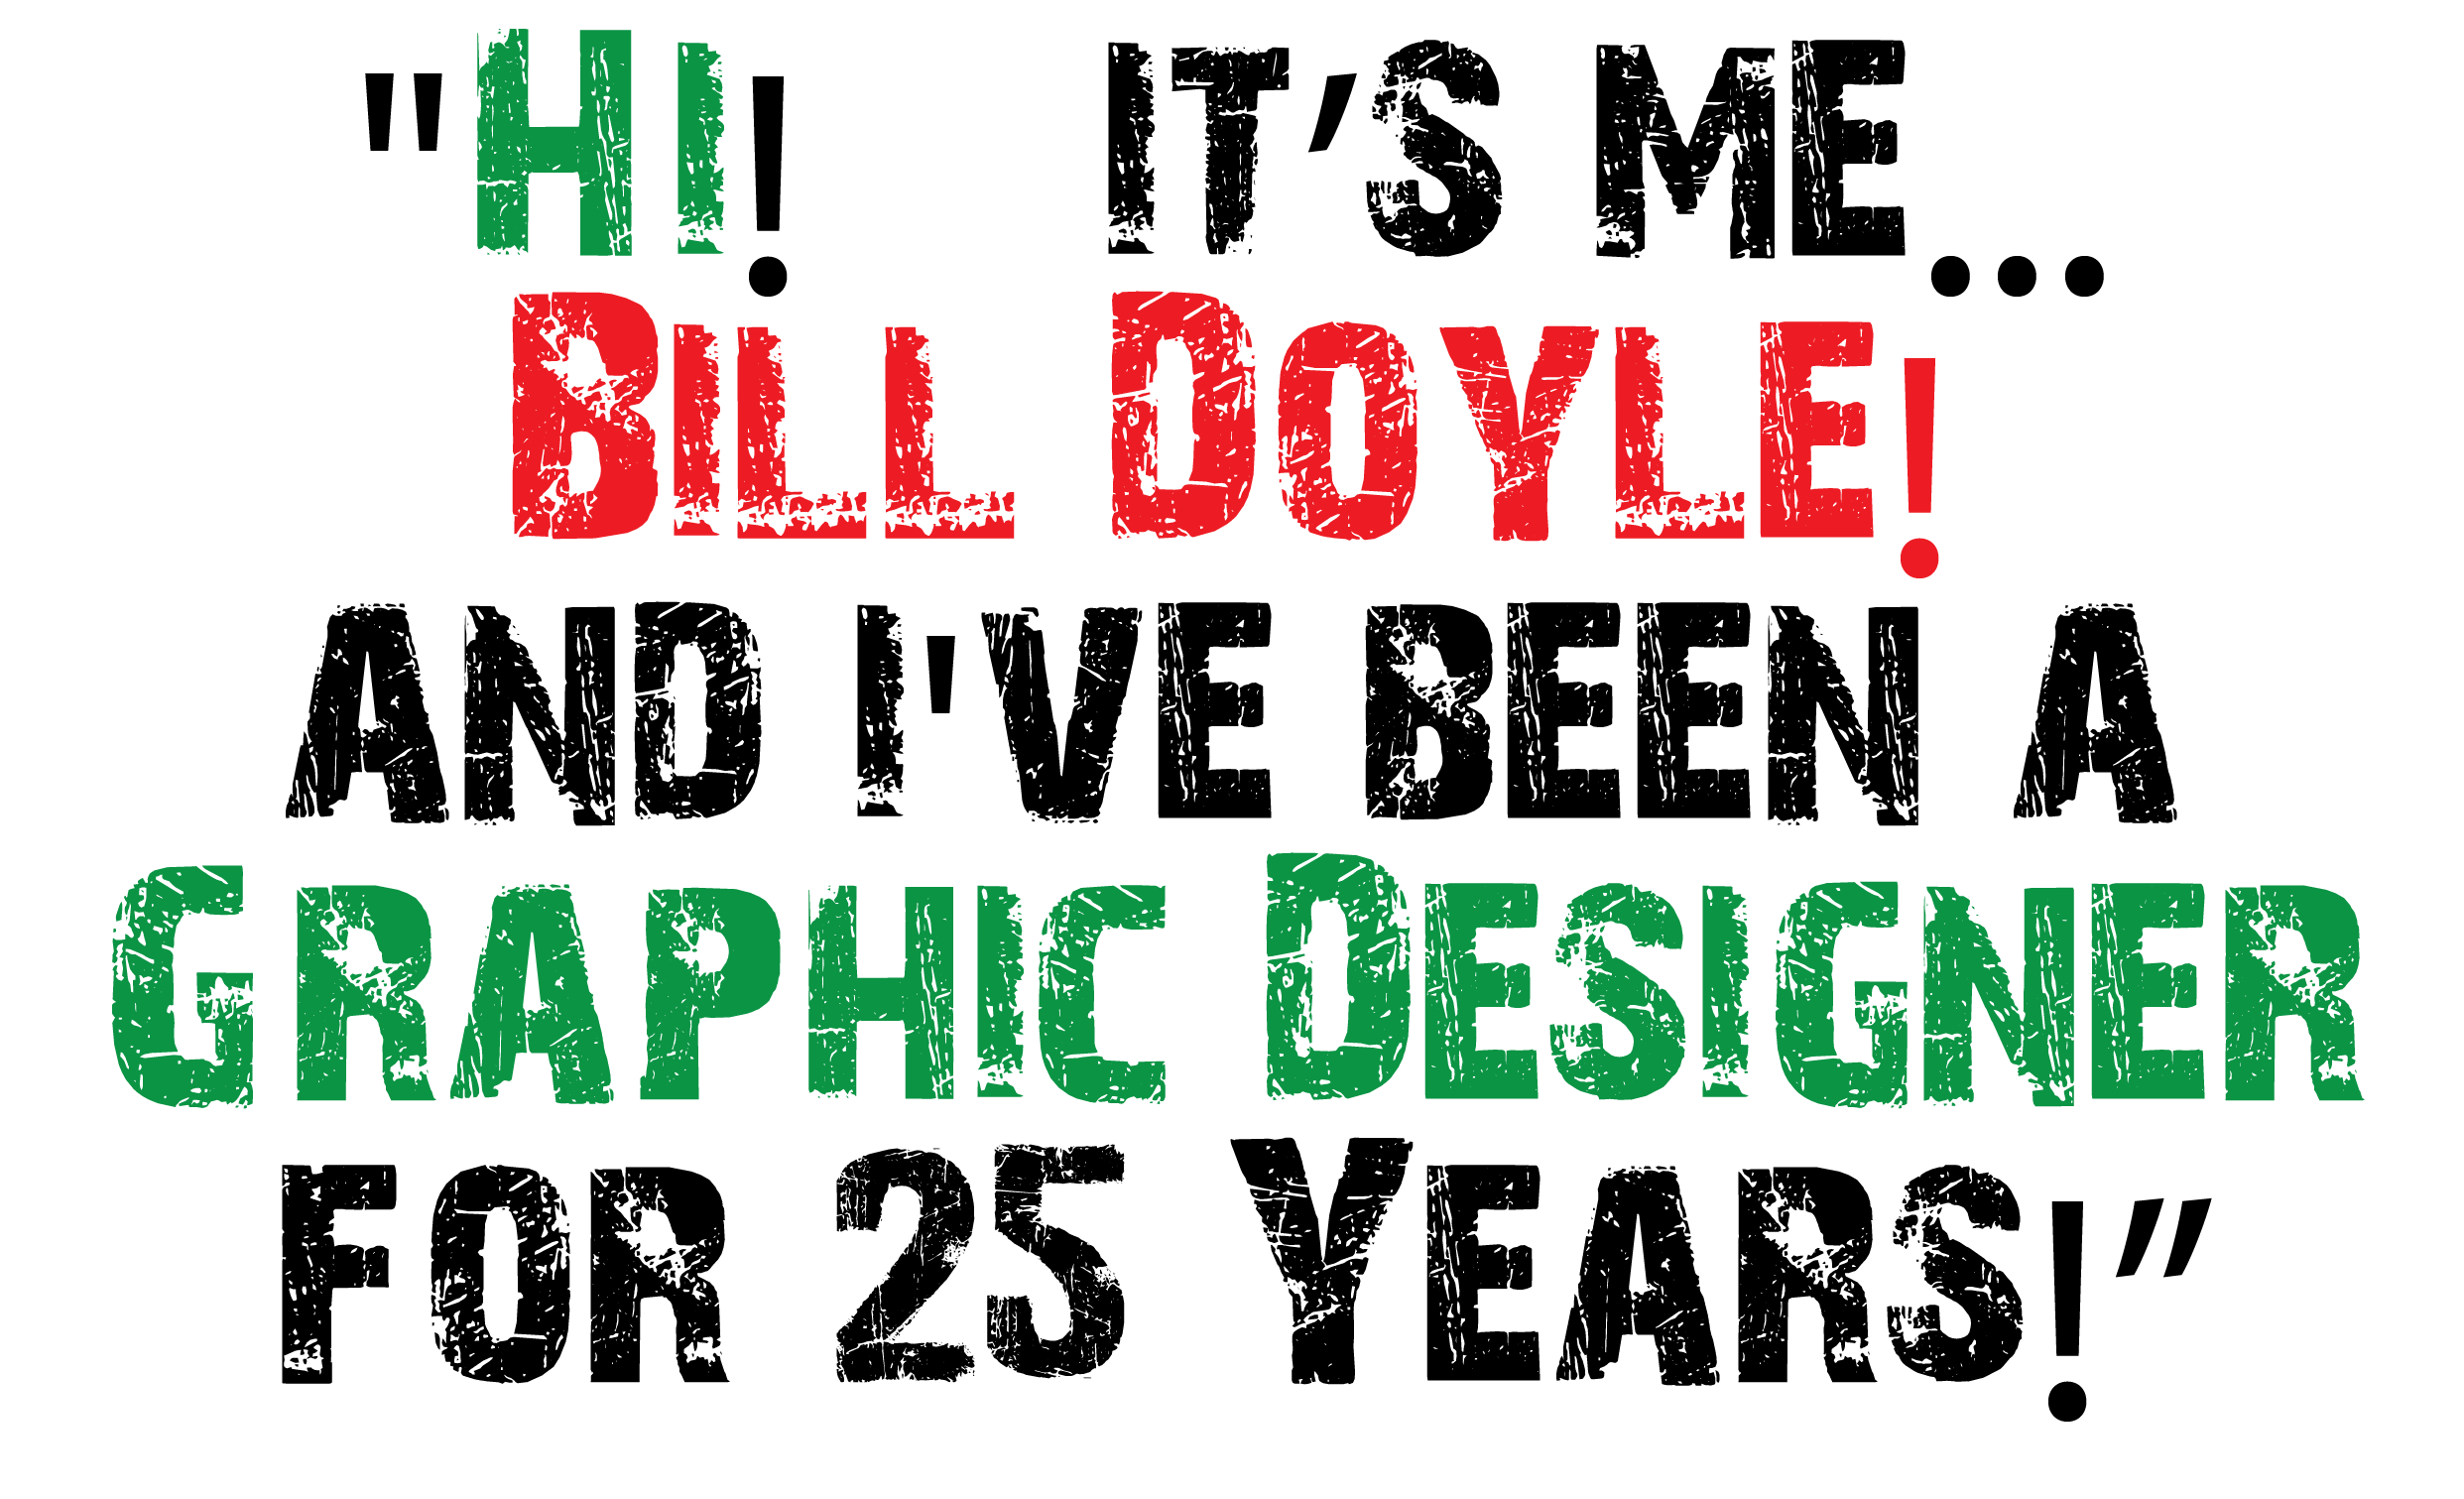 "Hi! It’s me...
Bill Doyle!
and I've been a
Graphic Designer
for 25 Years!”